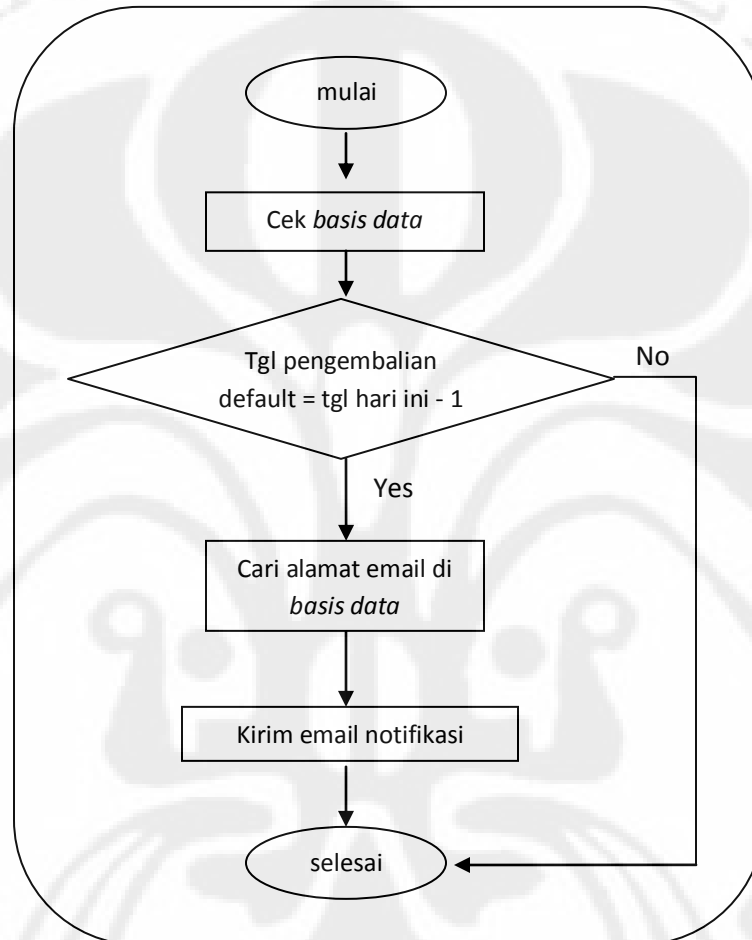 mulai
Cek basis data
Tgl pengembalian
default = tgl hari ini - 1
No
Yes
Cari alamat email di
basis data
Kirim email notifikasi
selesai